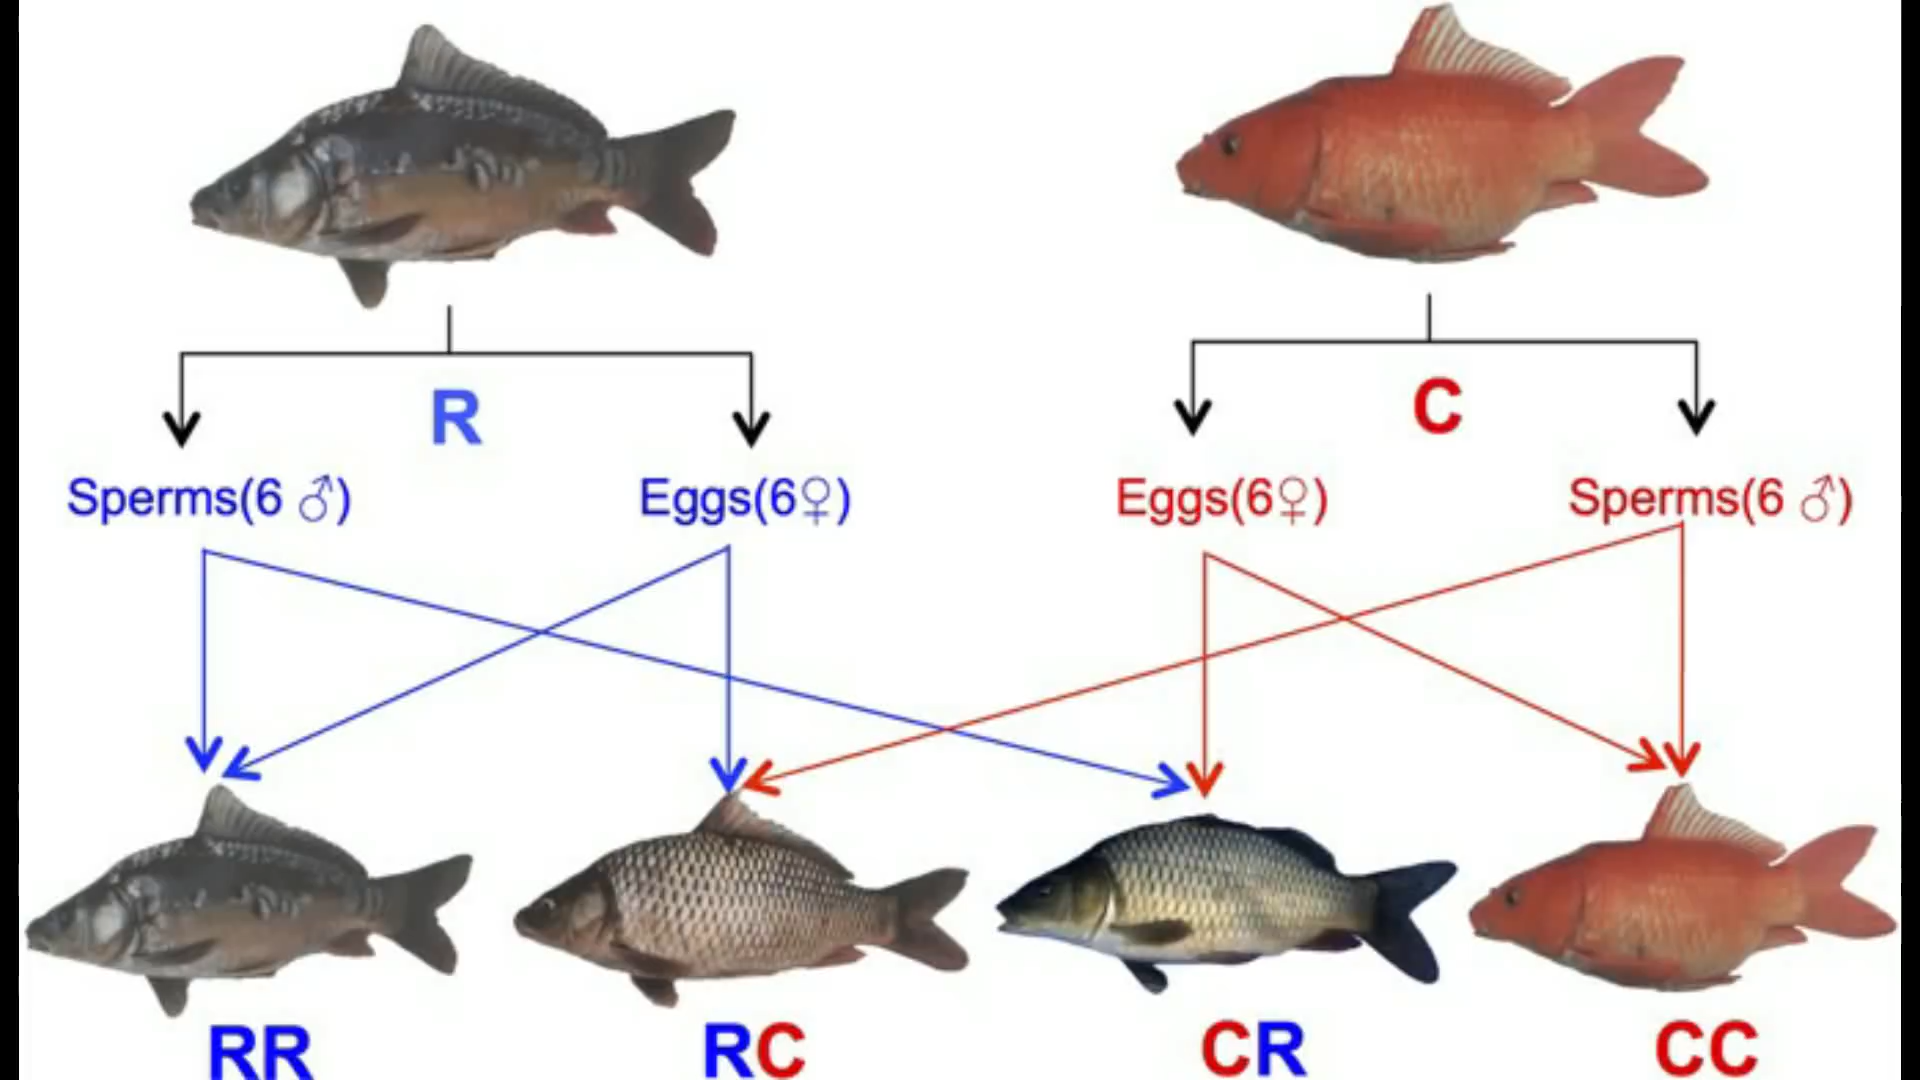 R
C
Sperms(6 ♂)
Eggs(6♀)
Eggs(6♀)
Sperms(6 ♂)
RR
RC
CR
CC